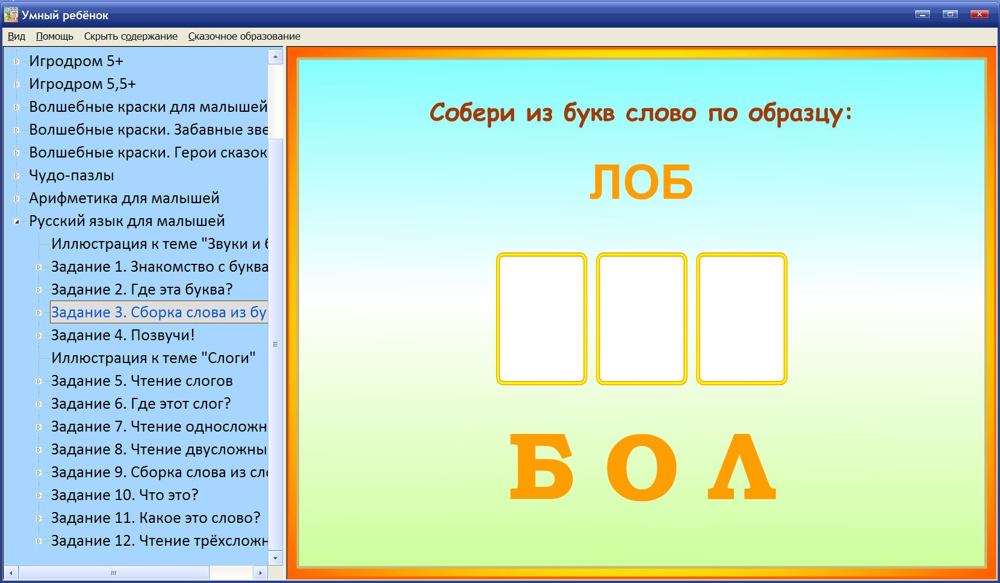 Умный ребёнок
Вид Помощь Скрыть содержание Сказочное образование
Игродром 5+
Игродром 5,5+
Волшебные краски для малышей
Волшебные краски. Забавные зве
Волшебные краски. Герои сказок
Чудо-пазлы
Арифметика для малышей
Русский язык для малышей
Иллюстрация к теме "Звуки и б
Задание 1. Знакомство с буква
Задание 2. Где эта буква?
Задание 3. Сборка слова из бу
Задание 4. Позвучи!
Иллюстрация к теме "Слоги"
Задание 5. Чтение слогов
Задание 6. Где этот слог?
Задание 7. Чтение односложн
Задание 8. Чтение двусложны
Задание 9. Сборка слова из сло
Задание 10. Что это?
Задание 11. Какое это слово?
Задание 12. Чтение трёхсложн
Собери из букв слово по образцу:
ЛОБ
Б О Л